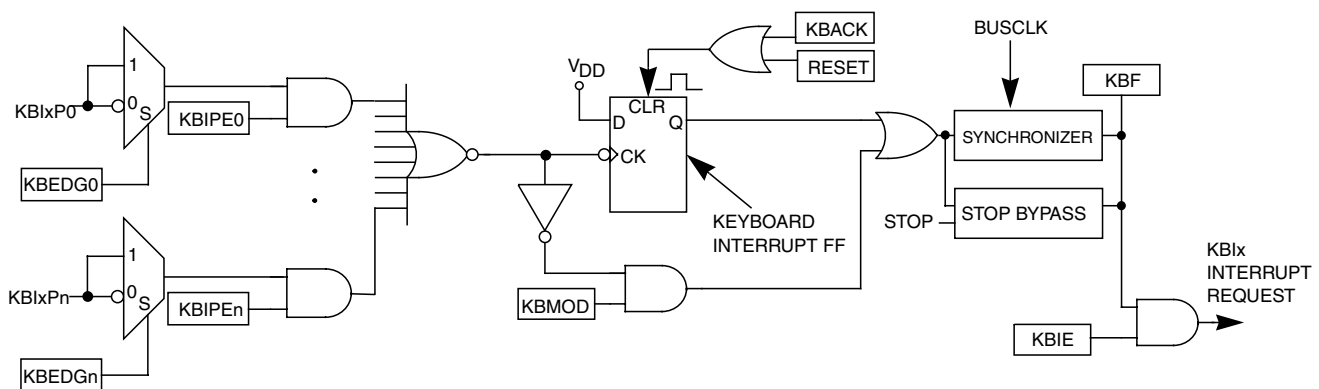 KBACK
RESET
BUSCLK
VDD
KBF
1
KBIxP0
0
S
KBIPE0
CLR
D
Q
SYNCHRONIZER
CK
KBEDG0
STOP BYPASS
STOP
KEYBOARD
INTERRUPT FF
1
KBIxPn
0
S
KBIPEn
KBMOD
KBIx
INTERRUPT
REQUEST
KBIE
KBEDGn